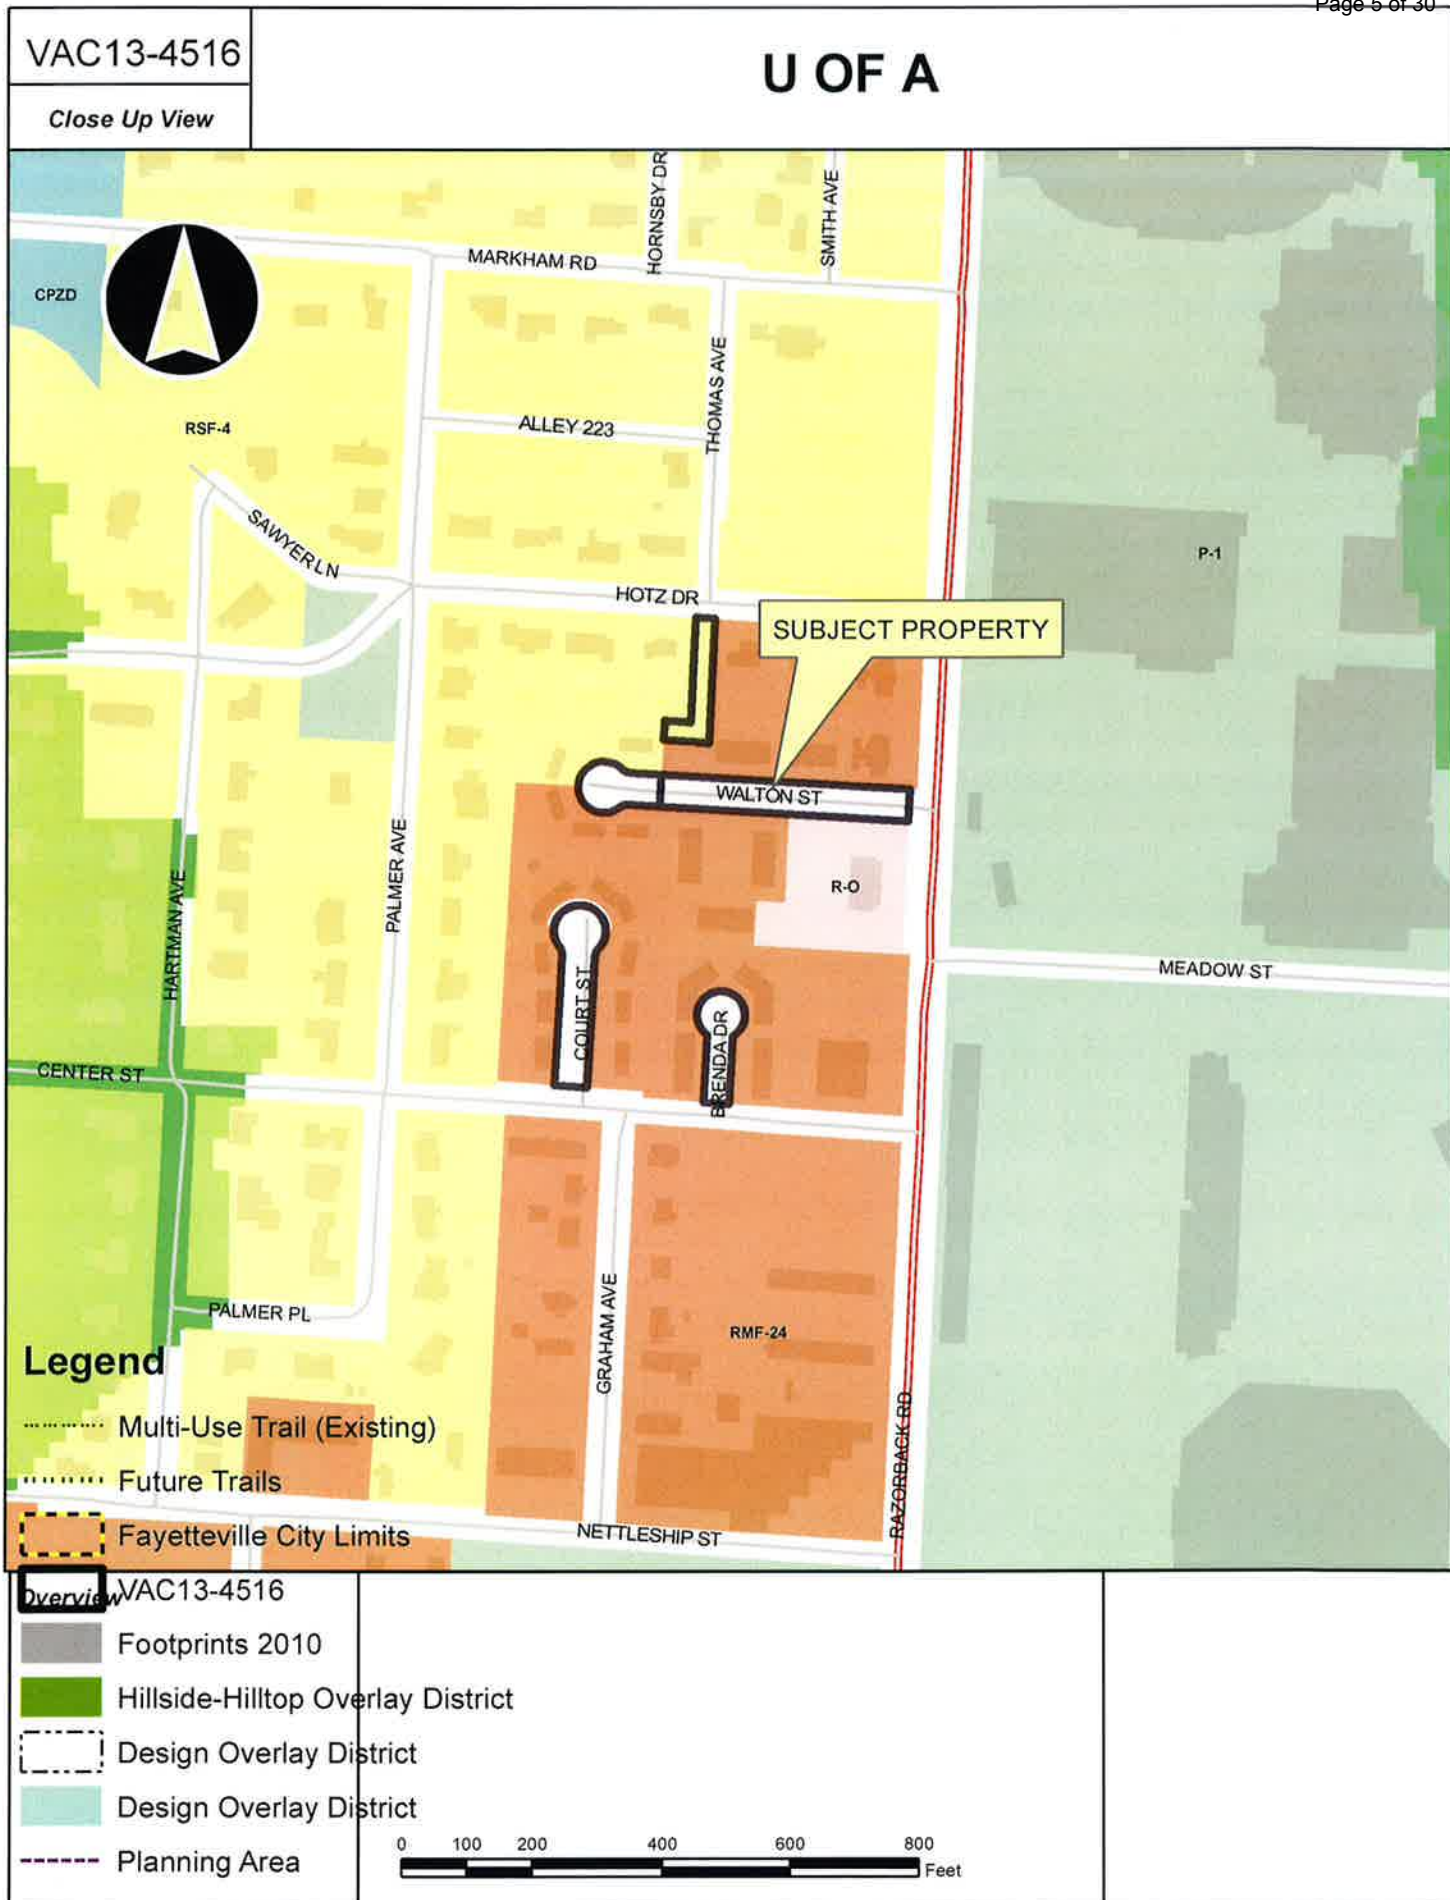 Page 5 of 30
VAC13-4516
U OF A
Close Up View
HORNSBY DR
SMITH AVE
MARKHAM RD
CPZD
THOMAS AVE
ALLEY 223
RSF-4
SAWYER LN
P-1
HOTZ DR
SUBJECT PROPERTY
WALTON ST
PALMER AVE
HARTMAN AVE
R-O
MEADOW ST
COURT ST
BRENDA DR
CENTER ST
PALMER PL
GRAHAM AVE
RMF-24
RAZORBACK RD
NETTLESHIP ST
Legend
Multi-Use Trail (Existing)
Future Trails
Fayetteville City Limits
Overview
VAC13-4516
Footprints 2010
Hillside-Hilltop Overlay District
Design Overlay District
Design Overlay District
Planning Area
0 100 200 400 600 800
Feet